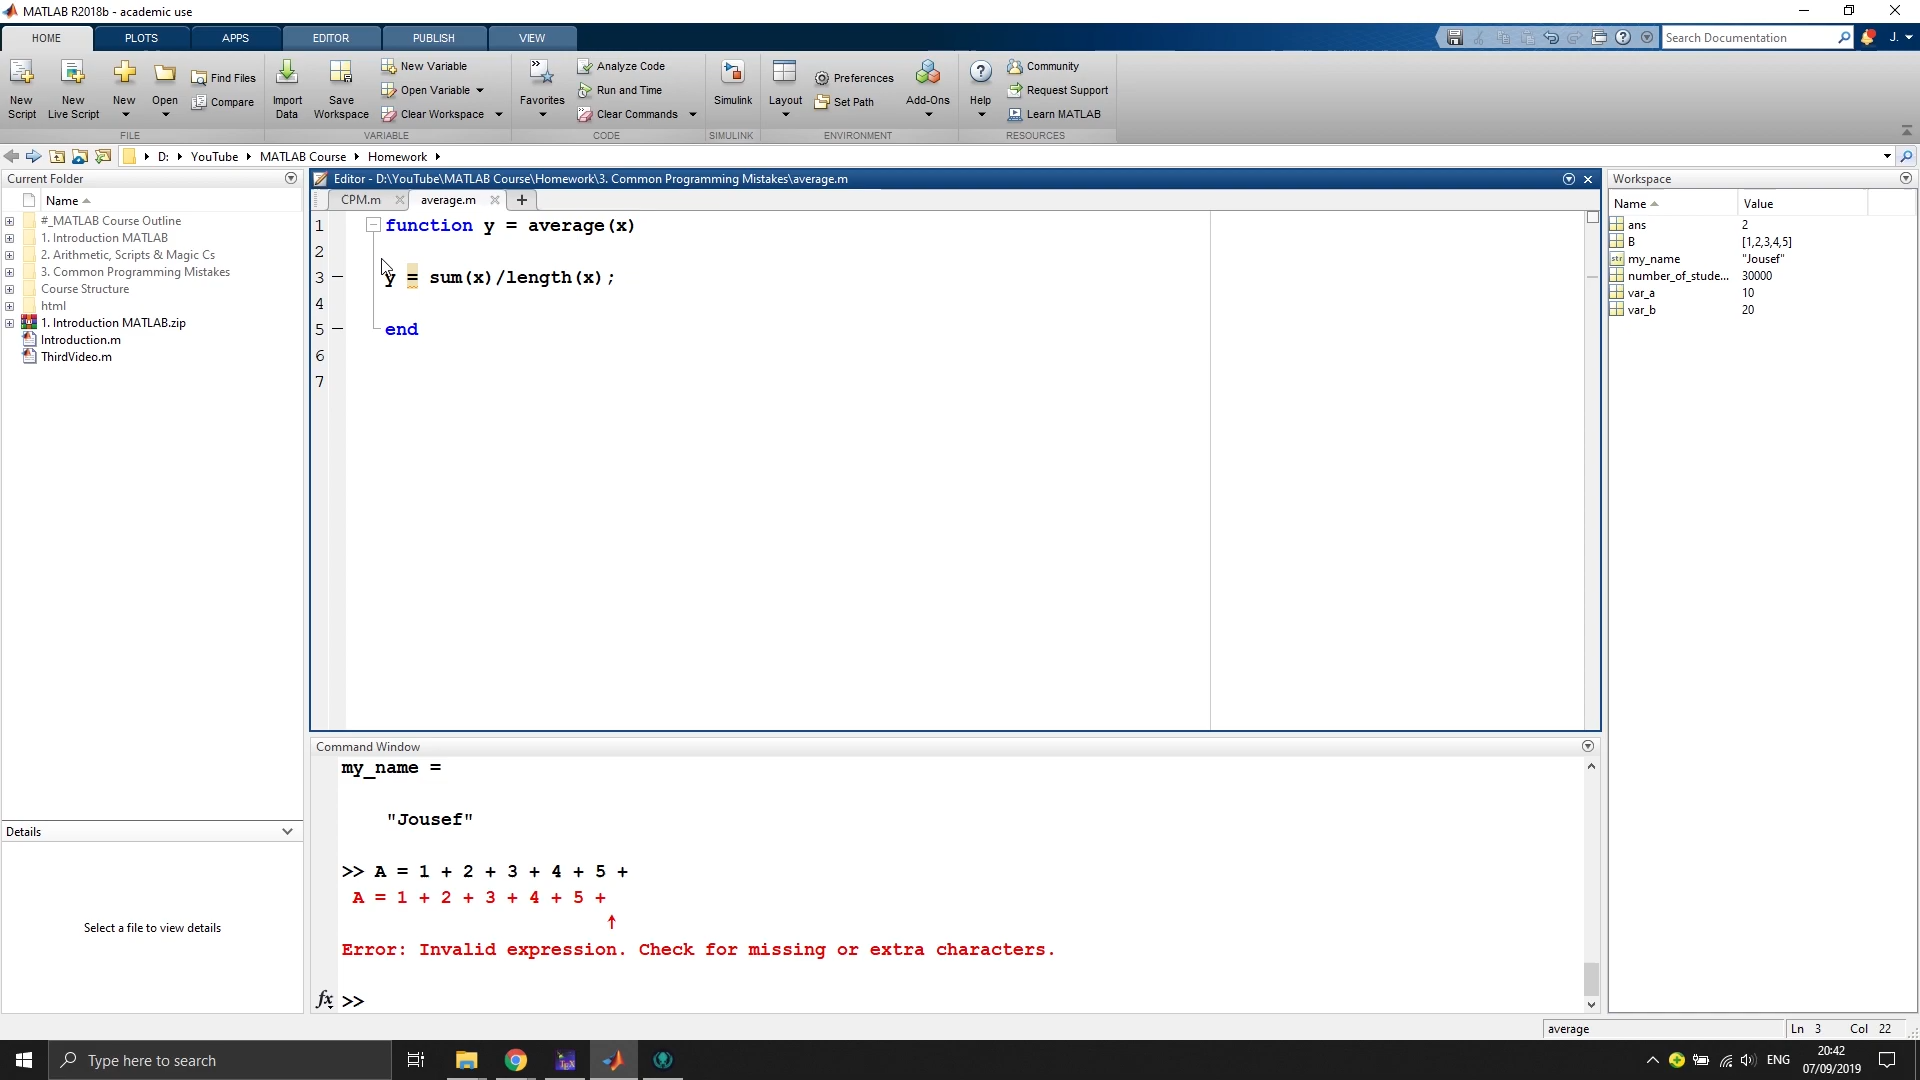 MATLAB R2018b - academic use
HOME PLOTS APPS EDITOR PUBLISH VIEW
Search Documentation
J.
New Script
New Live Script
New
Open
Find Files
Compare
FILE
Import Data
Save Workspace
New Variable
Open Variable
Clear Workspace
VARIABLE
Favorites
Analyze Code
Run and Time
Clear Commands
CODE
Simulink
SIMULINK
Layout
Preferences
Set Path
Add-Ons
ENVIRONMENT
Help
Community
Request Support
Learn MATLAB
RESOURCES
D: YouTube MATLAB Course Homework
Current Folder
Name
#_MATLAB Course Outline
1. Introduction MATLAB
2. Arithmetic, Scripts & Magic Cs
3. Common Programming Mistakes
Course Structure
html
1. Introduction MATLAB.zip
Introduction.m
ThirdVideo.m
Details
Select a file to view details
Editor - D:\YouTube\MATLAB Course\Homework\3. Common Programming Mistakes\average.m
CPM.m average.m
1 function y = average(x)
2
3 y = sum(x)/length(x);
4
5 end
6
7
Command Window
my_name =
"Jousef"
>> A = 1 + 2 + 3 + 4 + 5 +
A = 1 + 2 + 3 + 4 + 5 +
↑
Error: Invalid expression. Check for missing or extra characters.
fx >>
Workspace
Name Value
ans 2
B [1,2,3,4,5]
str my_name "Jousef"
number_of_stude... 30000
var_a 10
var_b 20
average Ln 3 Col 22
Type here to search
ENG
20:42
07/09/2019